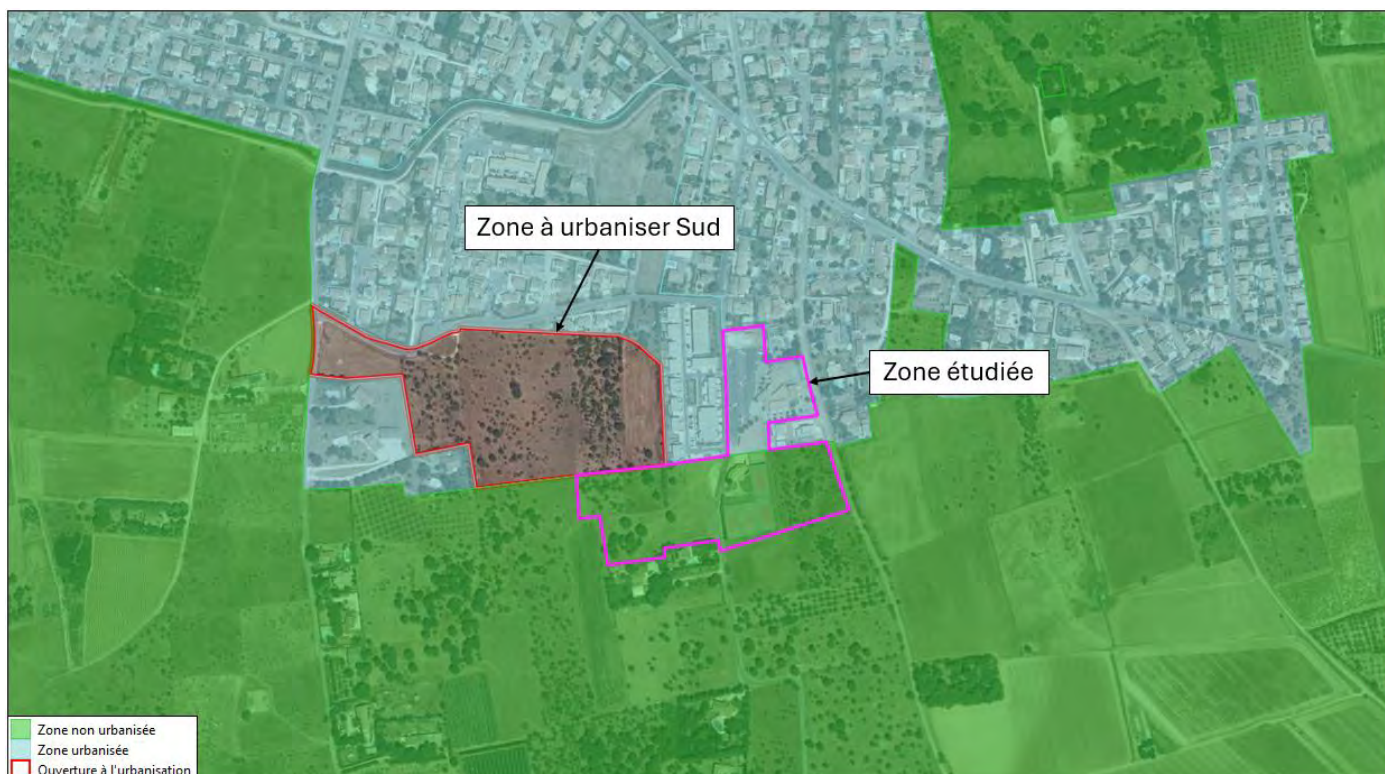 Zone à urbaniser Sud
Zone étudiée
Zone non urbanisée
Zone urbanisée
Ouverture à l'urbanisation